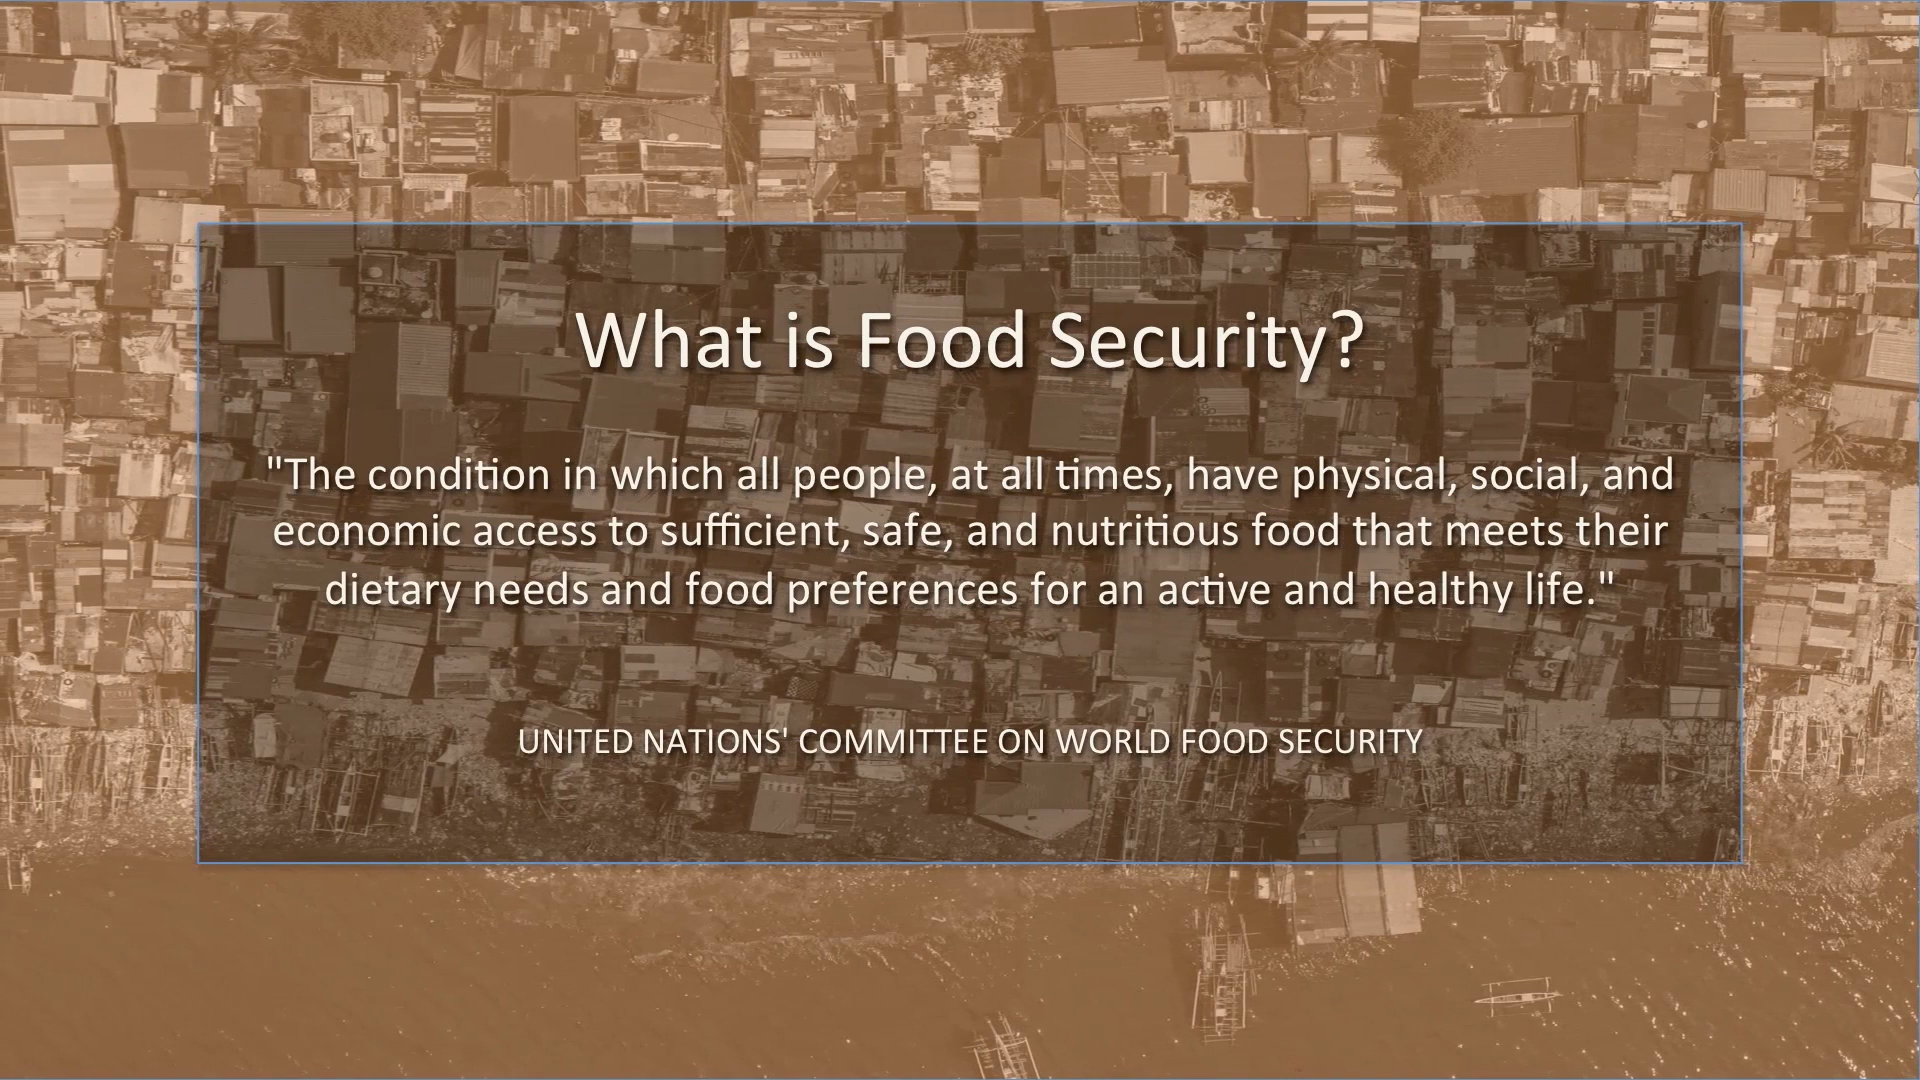 What is Food Security?
"The condition in which all people, at all times, have physical, social, and
economic access to sufficient, safe, and nutritious food that meets their
dietary needs and food preferences for an active and healthy life."
UNITED NATIONS' COMMITTEE ON WORLD FOOD SECURITY